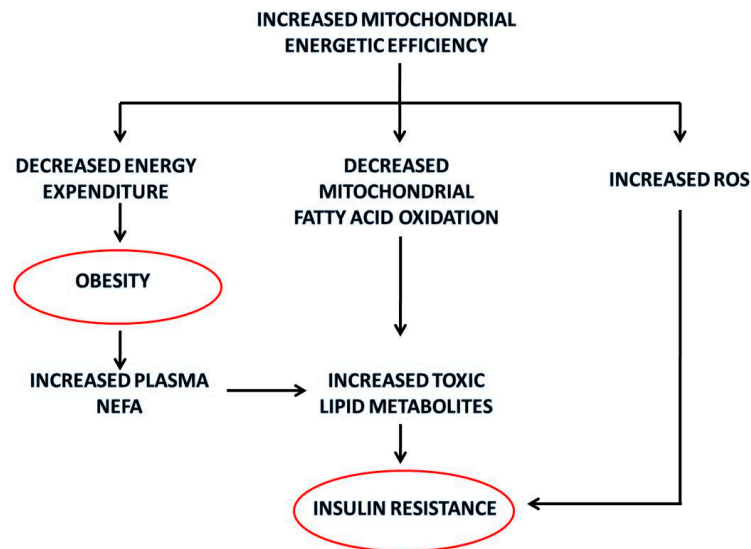 INCREASED MITOCHONDRIAL
ENERGETIC EFFICIENCY
DECREASED ENERGY
EXPENDITURE
DECREASED
MITOCHONDRIAL
FATTY ACID OXIDATION
INCREASED ROS
OBESITY
INCREASED PLASMA
NEFA
INCREASED TOXIC
LIPID METABOLITES
INSULIN RESISTANCE